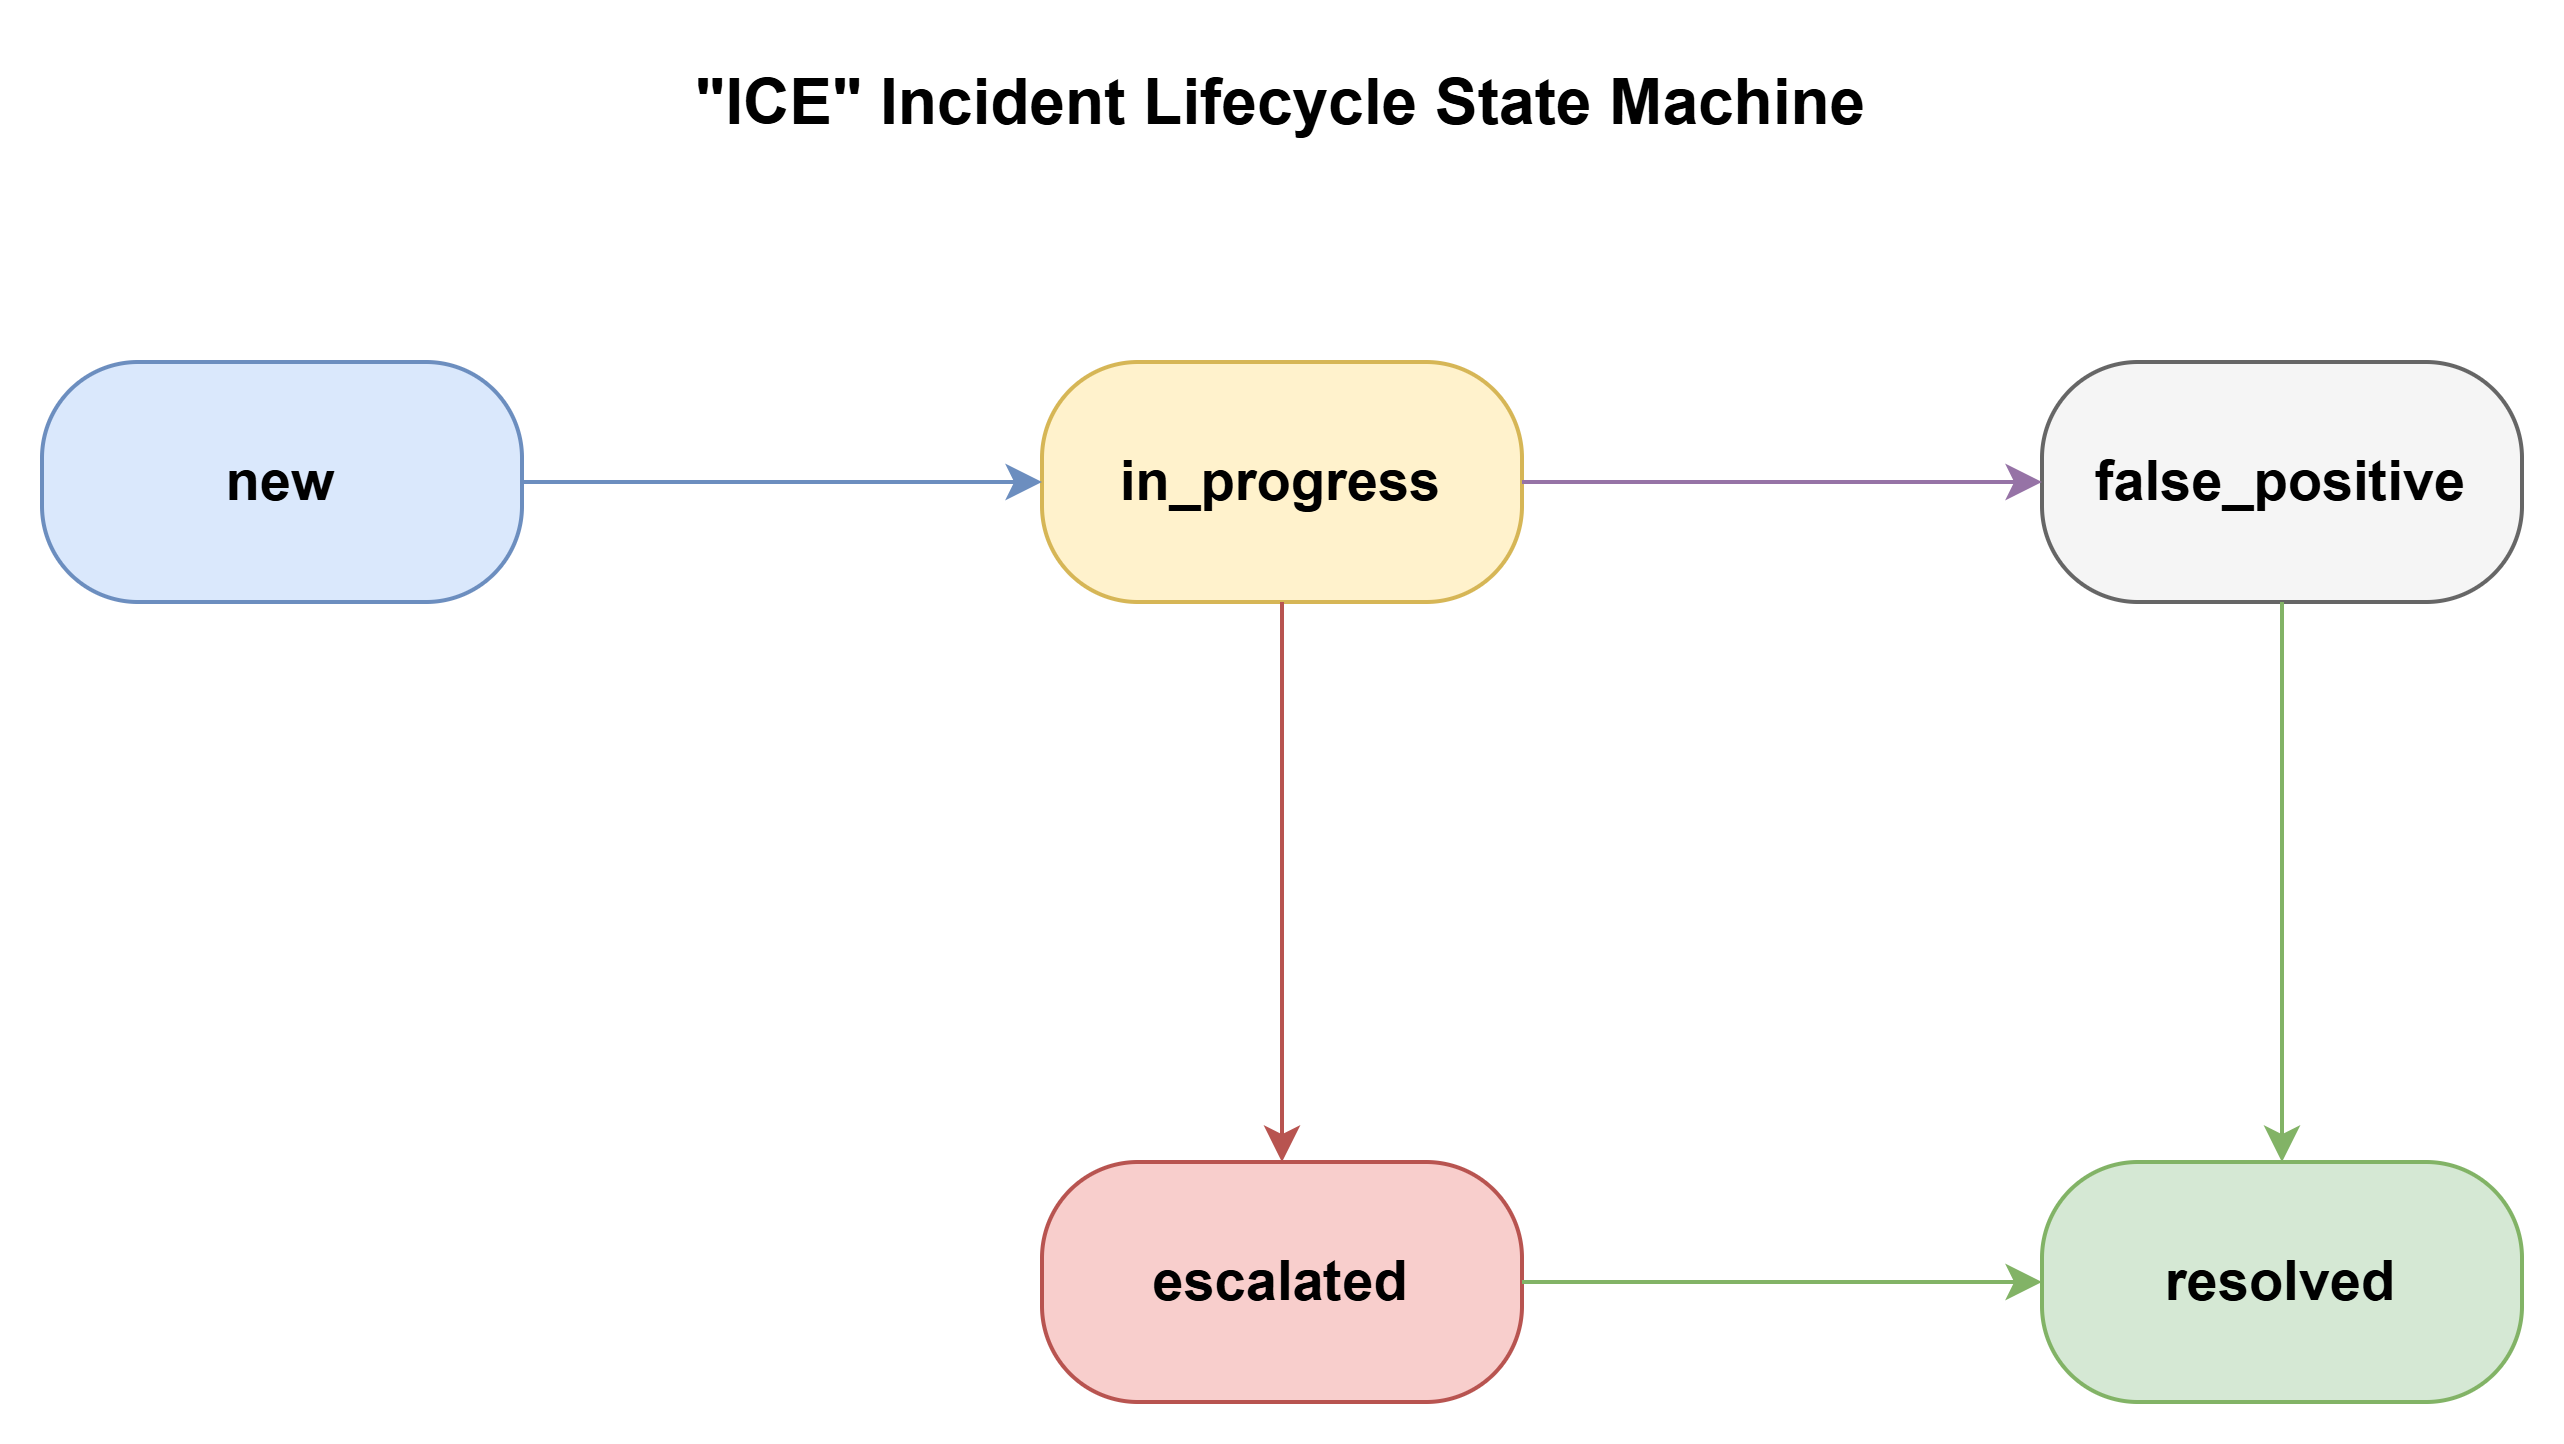 "ICE" Incident Lifecycle State Machine
new
in_progress
false_positive
escalated
resolved